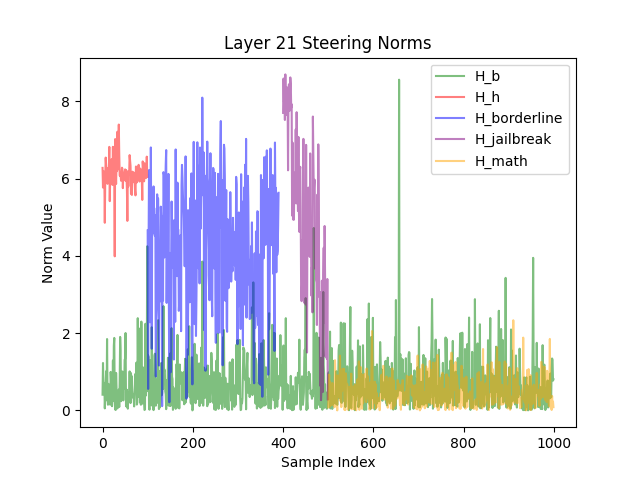 Layer 21 Steering Norms
H_b
H_h
H_borderline
H_jailbreak
H_math
Norm Value
8
6
4
2
0
0 200 400 600 800 1000
Sample Index